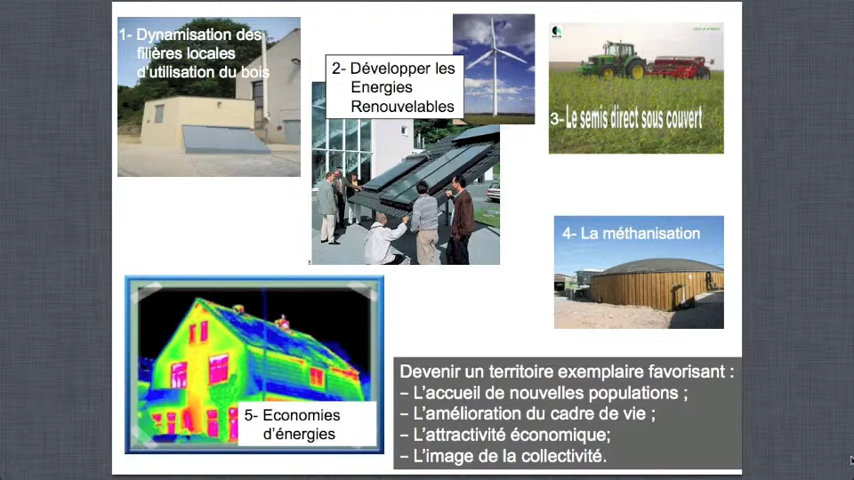 1- Dynamisation des
filières locales
d'utilisation du bois
2- Développer les
Energies
Renouvelables
3-Le semis direct sous couvert
4- La méthanisation
5- Economies
d'énergies
Devenir un territoire exemplaire favorisant :
– L'accueil de nouvelles populations ;
– L'amélioration du cadre de vie ;
– L'attractivité économique;
– L'image de la collectivité.